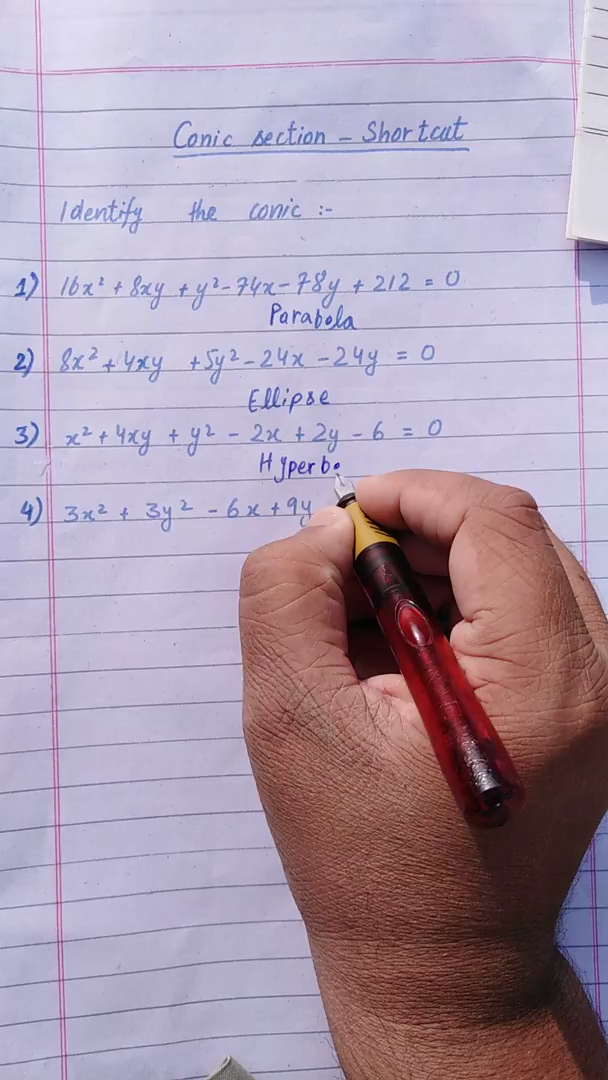 Conic section - Shortcut
Identify the conic :-
1) 16x² + 8xy + y² - 74x - 78y + 212 = 0
Parabola
2) 8x² + 4xy + 5y² - 24x - 24y = 0
Ellipse
3) x² + 4xy + y² - 2x + 2y - 6 = 0
Hyperb
4) 3x² + 3y² - 6x + 9y